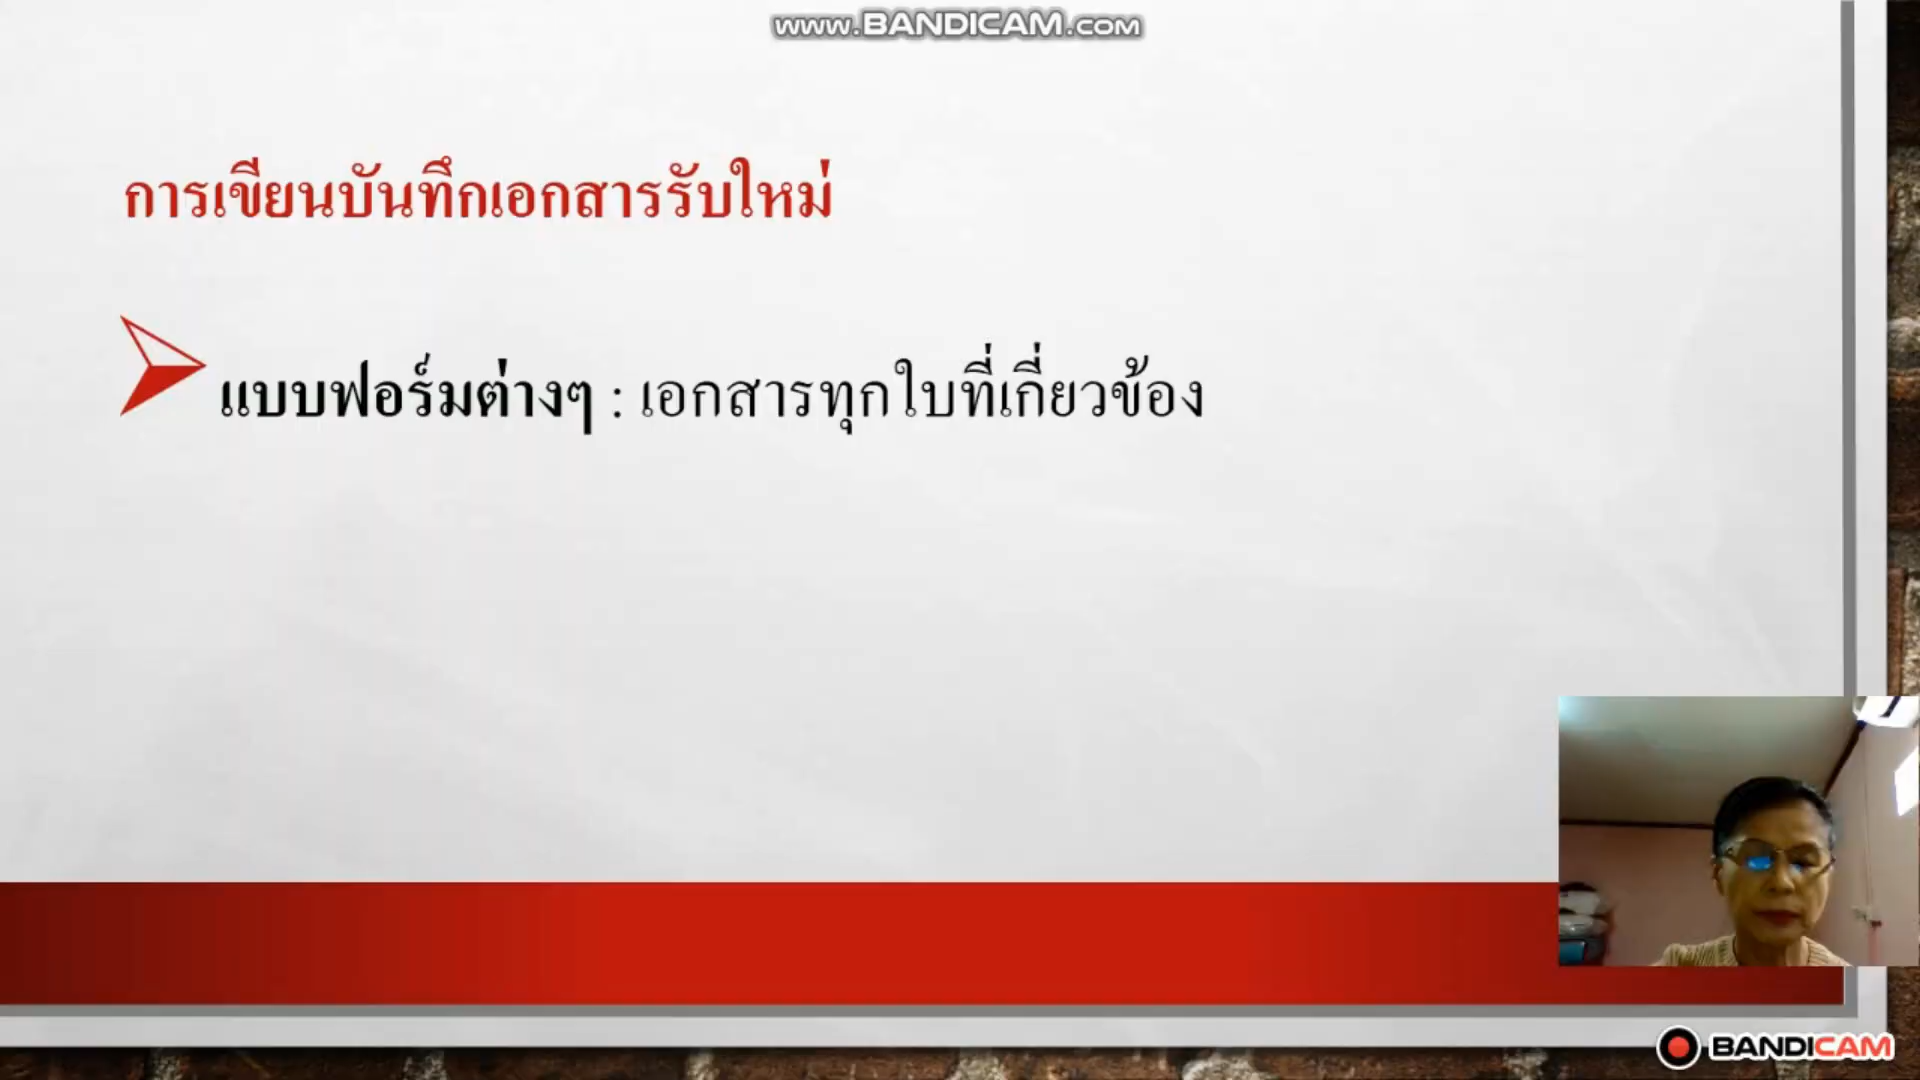 www.BANDICAM.com
การเขียนบันทึกเอกสารรับใหม่
แบบฟอร์มต่างๆ : เอกสารทุกใบที่เกี่ยวข้อง
BANDICAM